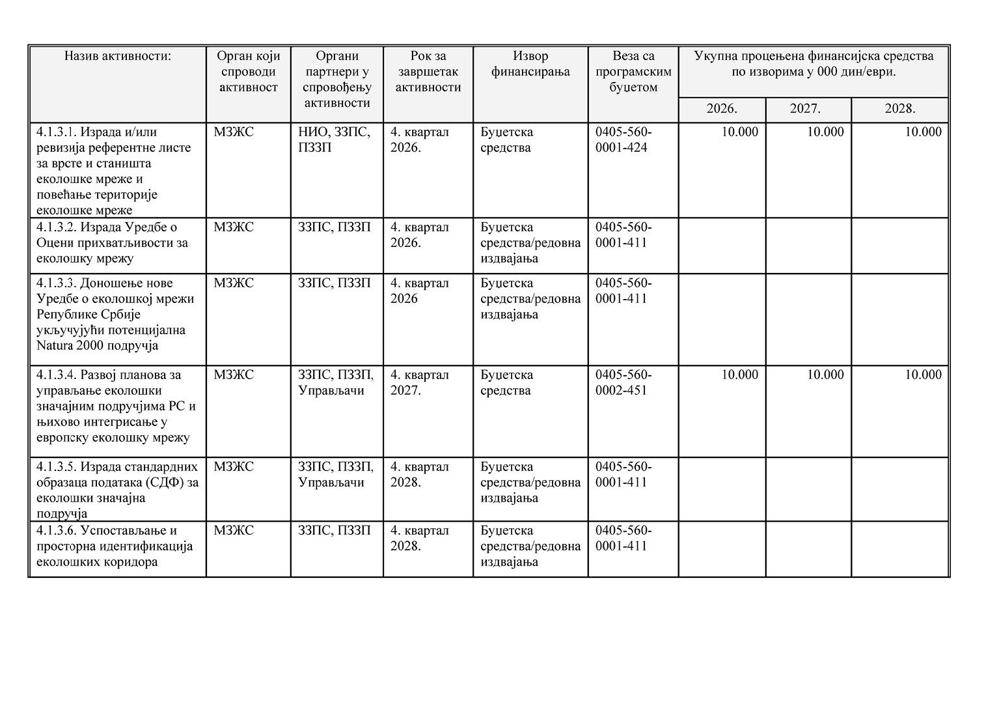 Назив активности:
Орган који
спроводи
активност
Органи
партнери у
спровођењу
активности
Рок за
завршетак
активности
Извор
финансирања
Веза са
програмским
буџетом
Укупна процењена финансијска средства
по изворима у 000 дин/еври.
2026.
2027.
2028.
4.1.3.1. Израда и/или
ревизија референтне листе
за врсте и станишта
еколошке мреже и
повећање територије
еколошке мреже
МЗЖС
НИО, ЗЗПС,
ПЗЗП
4. квартал
2026.
Буџетска
средства
0405-560-
0001-424
10.000
10.000
10.000
4.1.3.2. Израда Уредбе о
Оцени прихватљивости за
еколошку мрежу
МЗЖС
ЗЗПС, ПЗЗП
4. квартал
2026.
Буџетска
средства/редовна
издвајања
0405-560-
0001-411
4.1.3.3. Доношење нове
Уредбе о еколошкој мрежи
Републике Србије
укључујући потенцијална
Natura 2000 подручја
МЗЖС
ЗЗПС, ПЗЗП
4. квартал
2026
Буџетска
средства/редовна
издвајања
0405-560-
0001-411
4.1.3.4. Развој планова за
управљање еколошки
значајним подручјима РС и
њихово интегрисање у
европску еколошку мрежу
МЗЖС
ЗЗПС, ПЗЗП,
Управљачи
4. квартал
2027.
Буџетска
средства
0405-560-
0002-451
10.000
10.000
10.000
4.1.3.5. Израда стандардних
образаца података (СДФ) за
еколошки значајна
подручја
МЗЖС
ЗЗПС, ПЗЗП,
Управљачи
4. квартал
2028.
Буџетска
средства/редовна
издвајања
0405-560-
0001-411
4.1.3.6. Успостављање и
просторна идентификација
еколошких коридора
МЗЖС
ЗЗПС, ПЗЗП
4. квартал
2028.
Буџетска
средства/редовна
издвајања
0405-560-
0001-411